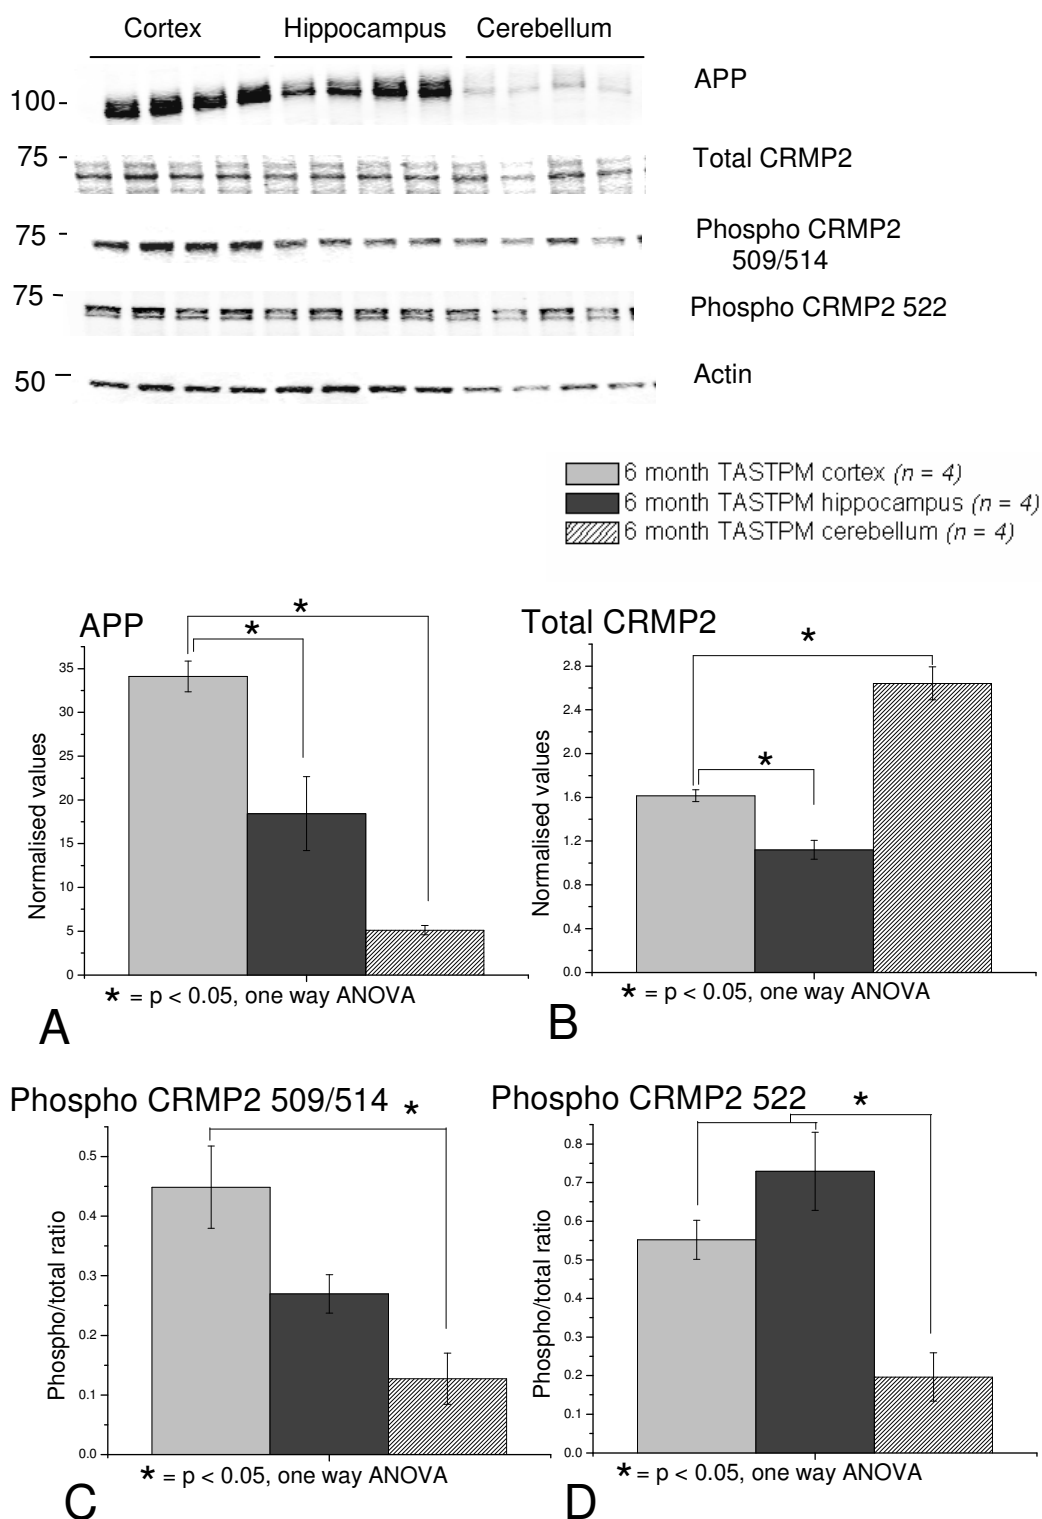 Cortex Hippocampus Cerebellum
APP
100-
75 -
Total CRMP2
75 -
Phospho CRMP2
509/514
75 -
Phospho CRMP2 522
50 –
Actin
6 month TASTPM cortex (n = 4)
6 month TASTPM hippocampus (n = 4)
6 month TASTPM cerebellum (n = 4)
APP
* *
Normalised values
35
30
25
20
15
10
5
0
* = p < 0.05, one way ANOVA
A
Total CRMP2
* *
Normalised values
2.8
2.4
2.0
1.6
1.2
0.8
0.4
0.0
* = p < 0.05, one way ANOVA
B
Phospho CRMP2 509/514 *
Phospho/total ratio
0.5
0.4
0.3
0.2
0.1
0.0
* = p < 0.05, one way ANOVA
C
Phospho CRMP2 522 *
Phospho/total ratio
0.8
0.7
0.6
0.5
0.4
0.3
0.2
0.1
0.0
* = p < 0.05, one way ANOVA
D